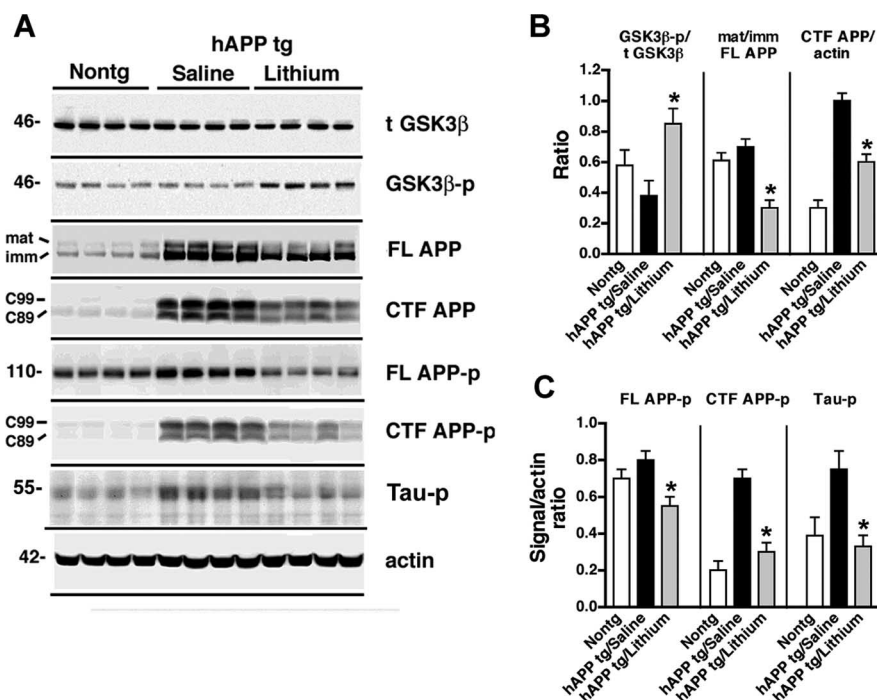 A
hAPP tg
Nontg Saline Lithium
46- t GSK3β
46- GSK3β-p
mat
imm FL APP
C99
C89 CTF APP
110- FL APP-p
C99
C89 CTF APP-p
55- Tau-p
42- actin
B
GSK3β-p/ mat/imm CTF APP/
t GSK3β FL APP actin
Ratio
1.2
1.0
0.8
0.6
0.4
0.2
0.0
* * *
Nontg hAPP tg/Saline hAPP tg/Lithium Nontg hAPP tg/Saline hAPP tg/Lithium Nontg hAPP tg/Saline hAPP tg/Lithium
C
FL APP-p CTF APP-p Tau-p
Signal/actin
ratio
1.0
0.8
0.6
0.4
0.2
0.0
* * *
Nontg hAPP tg/Saline hAPP tg/Lithium Nontg hAPP tg/Saline hAPP tg/Lithium Nontg hAPP tg/Saline hAPP tg/Lithium